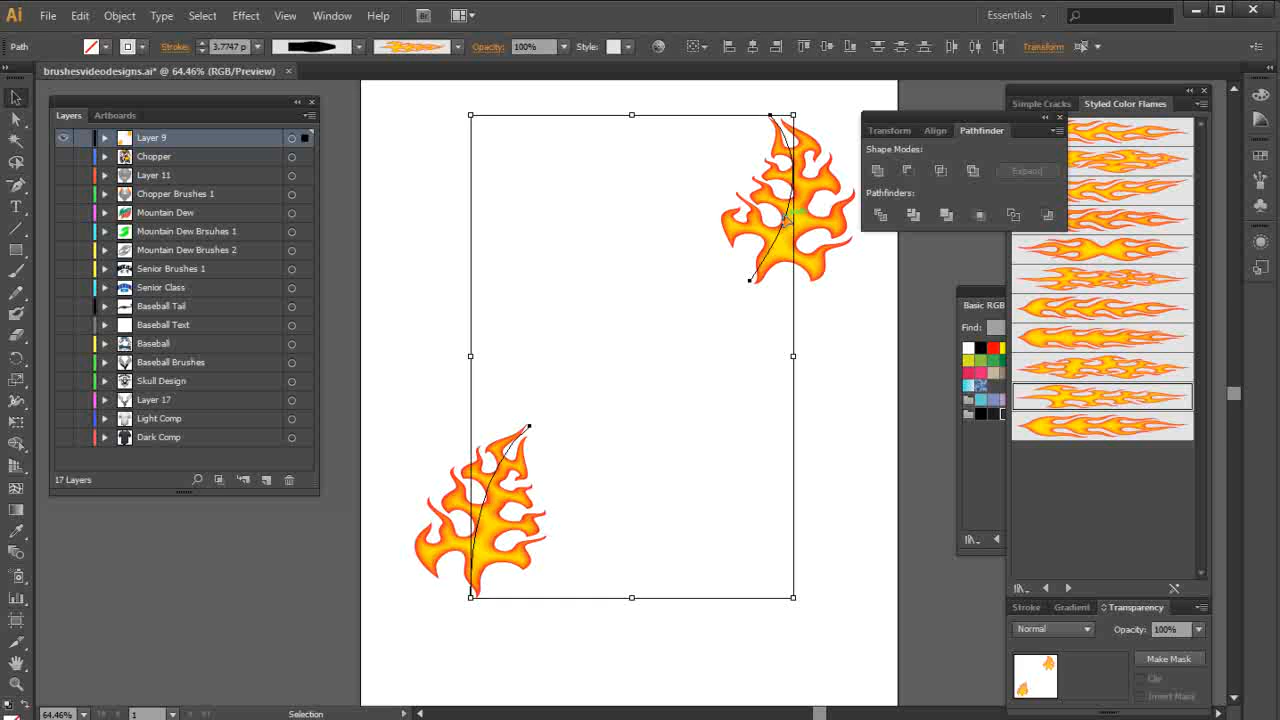 Ai File Edit Object Type Select Effect View Window Help Br Essentials
Path Stroke: 3.7747 p Opacity: 100% Style: Transform
brushesvideodesigns.ai* @ 64.46% (RGB/Preview) ×
Layers Artboards
Layer 9
Chopper
Layer 11
Chopper Brushes 1
Mountain Dew
Mountain Dew Brsuhes 1
Mountain Dew Brushes 2
Senior Brushes 1
Senior Class
Baseball Tail
Baseball Text
Baseball
Baseball Brushes
Skull Design
Layer 17
Light Comp
Dark Comp
17 Layers
Simple Cracks Styled Color Flames
Transform Align Pathfinder
Shape Modes:
Expand
Pathfinders:
Basic RGB
Find:
Stroke Gradient Transparency
Normal Opacity: 100%
Make Mask
Clip
Invert Mask
64.46% 1 Selection